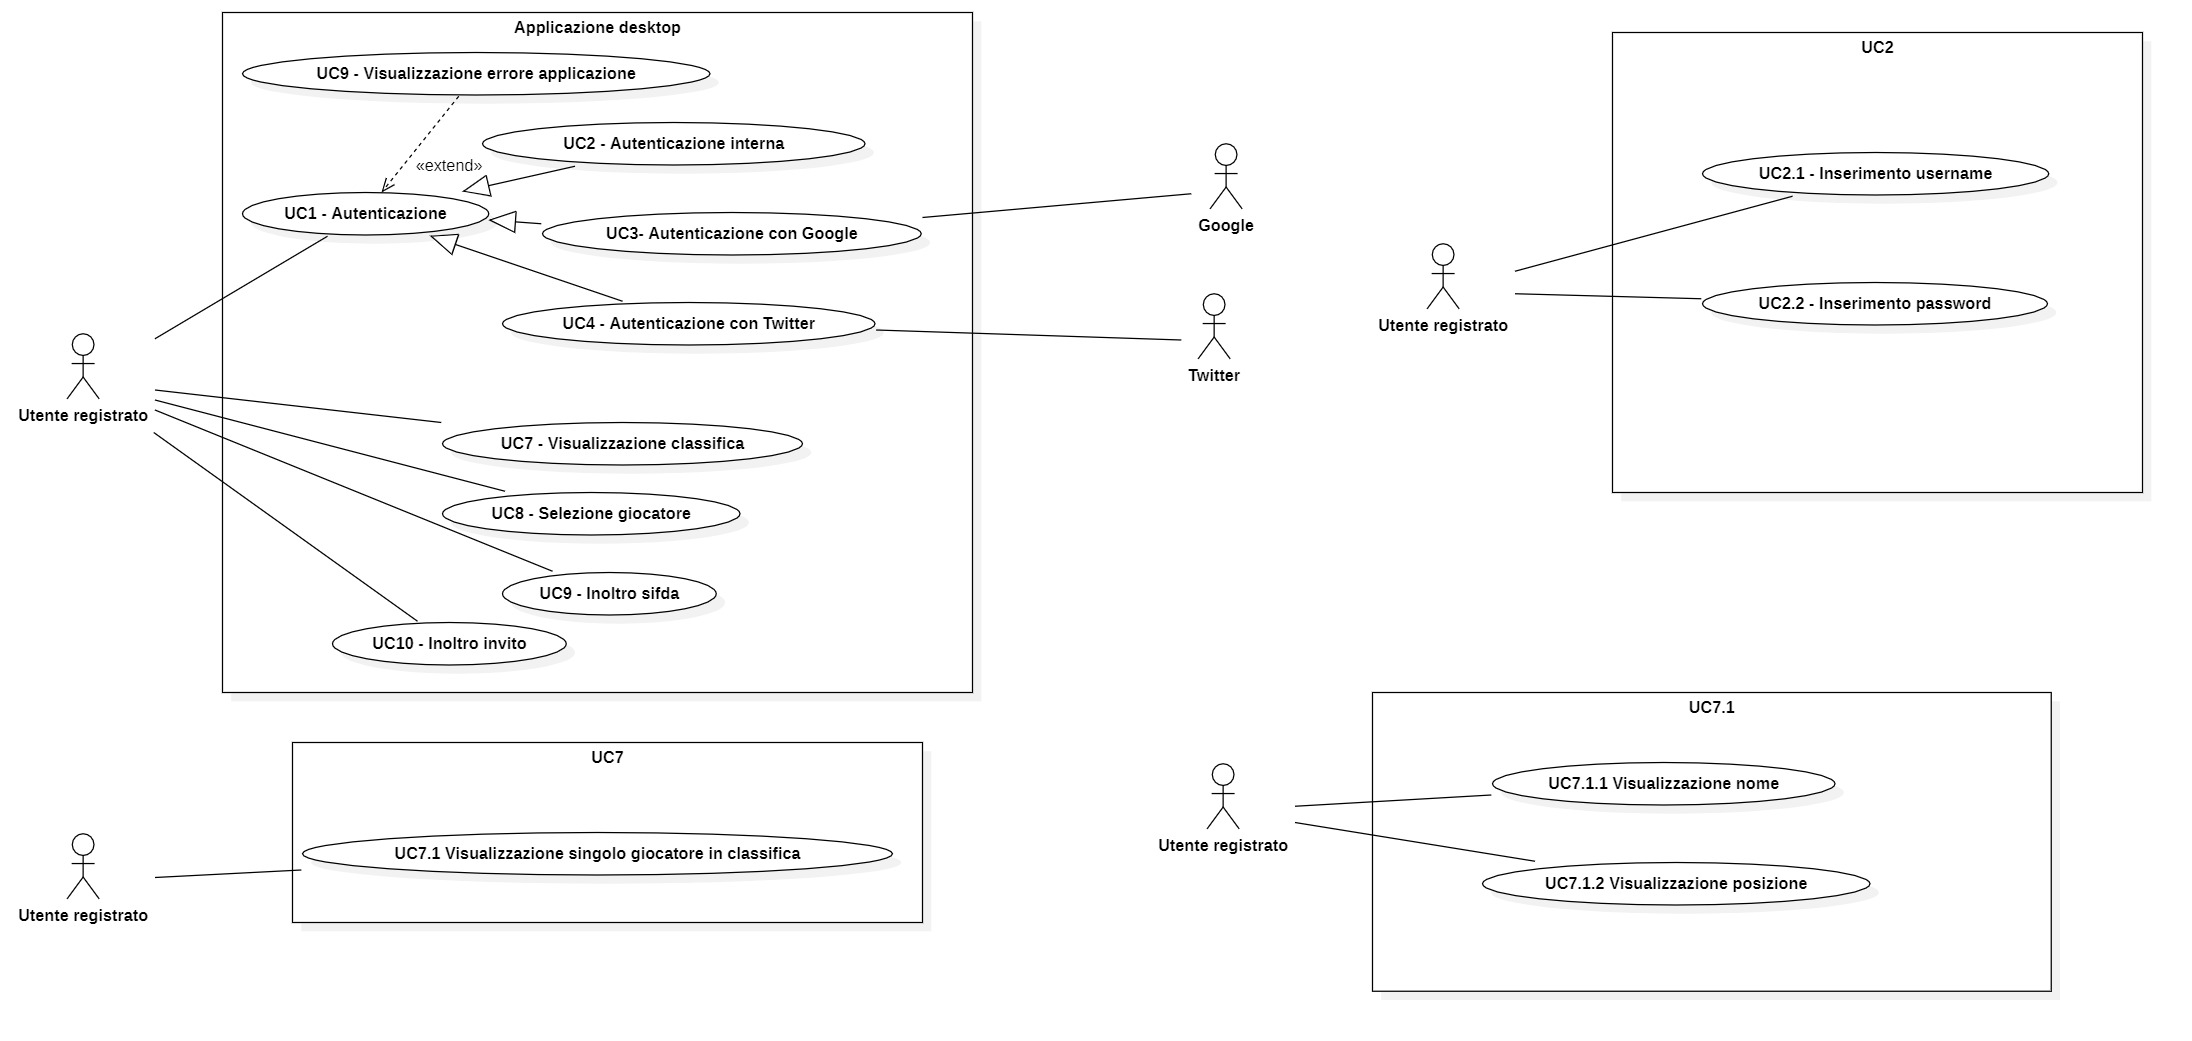 Applicazione desktop
UC9 - Visualizzazione errore applicazione
UC2 - Autenticazione interna
«extend»
UC1 - Autenticazione
UC3- Autenticazione con Google
UC4 - Autenticazione con Twitter
Utente registrato
UC7 - Visualizzazione classifica
UC8 - Selezione giocatore
UC9 - Inoltro sifda
UC10 - Inoltro invito
Google
Twitter
UC2
UC2.1 - Inserimento username
UC2.2 - Inserimento password
Utente registrato
UC7
UC7.1 Visualizzazione singolo giocatore in classifica
Utente registrato
UC7.1
UC7.1.1 Visualizzazione nome
Utente registrato
UC7.1.2 Visualizzazione posizione